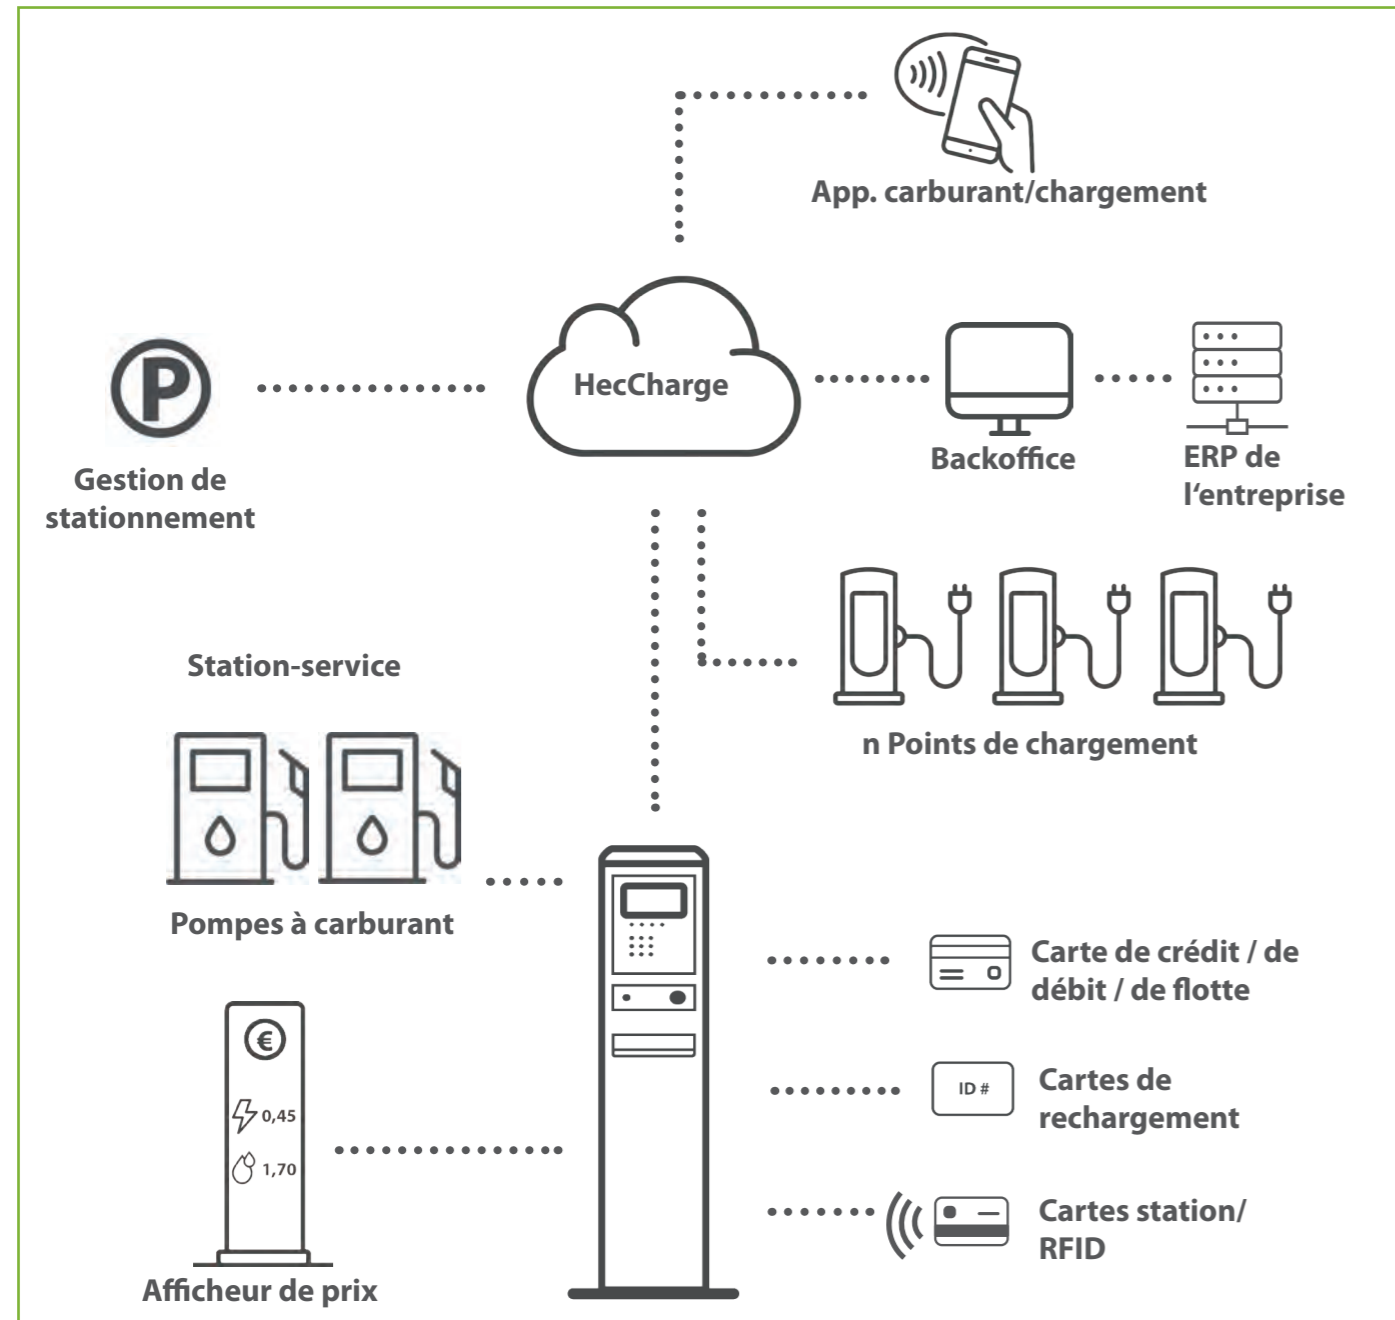 App. carburant/chargement
HecCharge
P
Gestion de
stationnement
Backoffice
ERP de
l‘entreprise
Station-service
n Points de chargement
Pompes à carburant
€
0,45
1,70
Afficheur de prix
Carte de crédit / de
débit / de flotte
ID #
Cartes de
rechargement
Cartes station/
RFID